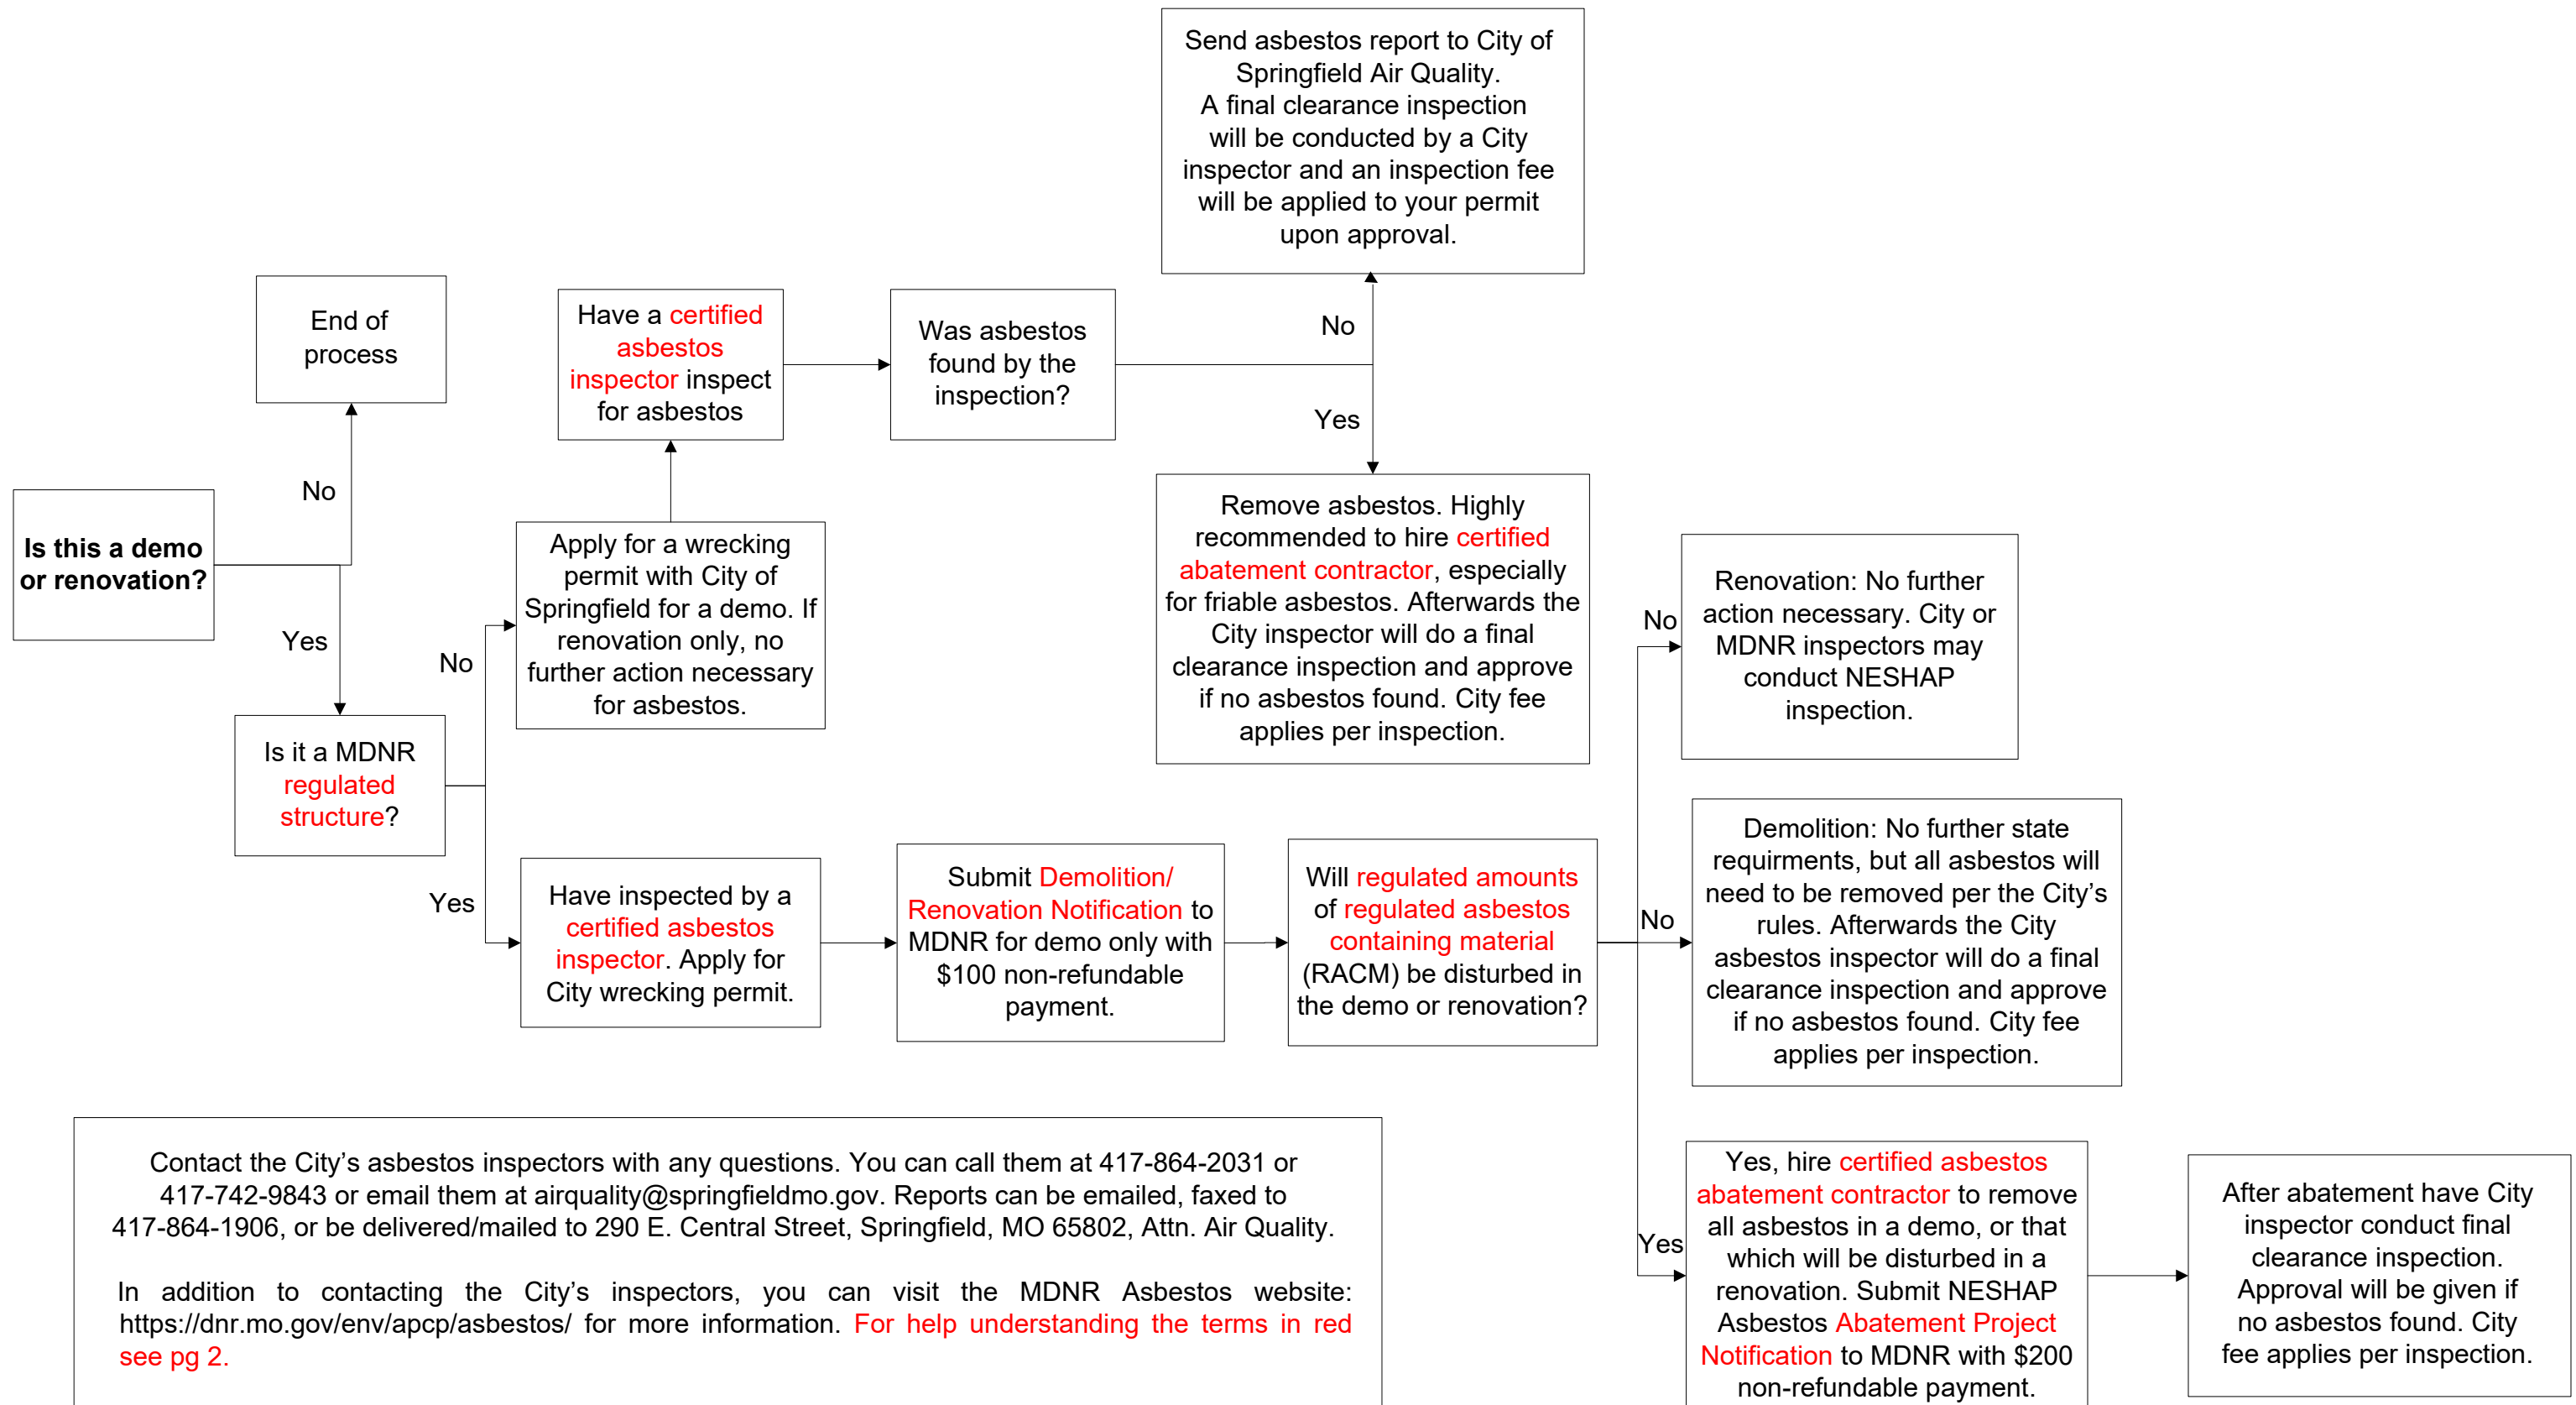 Send asbestos report to City of
Springfield Air Quality.
A final clearance inspection
will be conducted by a City
inspector and an inspection fee
will be applied to your permit
upon approval.
End of
process
Have a certified
asbestos
inspector inspect
for asbestos
Was asbestos
found by the
inspection?
No
Yes
No
Is this a demo
or renovation?
Yes
Apply for a wrecking
permit with City of
Springfield for a demo. If
renovation only, no
further action necessary
for asbestos.
Remove asbestos. Highly
recommended to hire certified
abatement contractor, especially
for friable asbestos. Afterwards the
City inspector will do a final
clearance inspection and approve
if no asbestos found. City fee
applies per inspection.
No
Renovation: No further
action necessary. City or
MDNR inspectors may
conduct NESHAP
inspection.
No
Is it a MDNR
regulated
structure?
Yes
Have inspected by a
certified asbestos
inspector. Apply for
City wrecking permit.
Submit Demolition/
Renovation Notification to
MDNR for demo only with
$100 non-refundable
payment.
Will regulated amounts
of regulated asbestos
containing material
(RACM) be disturbed in
the demo or renovation?
No
Demolition: No further state
requirments, but all asbestos will
need to be removed per the City’s
rules. Afterwards the City
asbestos inspector will do a final
clearance inspection and approve
if no asbestos found. City fee
applies per inspection.
Yes
Yes, hire certified asbestos
abatement contractor to remove
all asbestos in a demo, or that
which will be disturbed in a
renovation. Submit NESHAP
Asbestos Abatement Project
Notification to MDNR with $200
non-refundable payment.
After abatement have City
inspector conduct final
clearance inspection.
Approval will be given if
no asbestos found. City
fee applies per inspection.
Contact the City’s asbestos inspectors with any questions. You can call them at 417-864-2031 or
417-742-9843 or email them at airquality@springfieldmo.gov. Reports can be emailed, faxed to
417-864-1906, or be delivered/mailed to 290 E. Central Street, Springfield, MO 65802, Attn. Air Quality.
In addition to contacting the City’s inspectors, you can visit the MDNR Asbestos website:
https://dnr.mo.gov/env/apcp/asbestos/ for more information. For help understanding the terms in red
see pg 2.